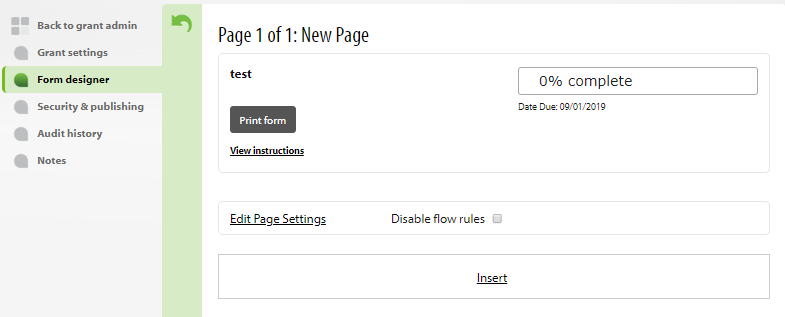 Back to grant admin
Grant settings
Form designer
Security & publishing
Audit history
Notes
Page 1 of 1: New Page
test
0% complete
Date Due: 09/01/2019
Print form
View instructions
Edit Page Settings
Disable flow rules
Insert